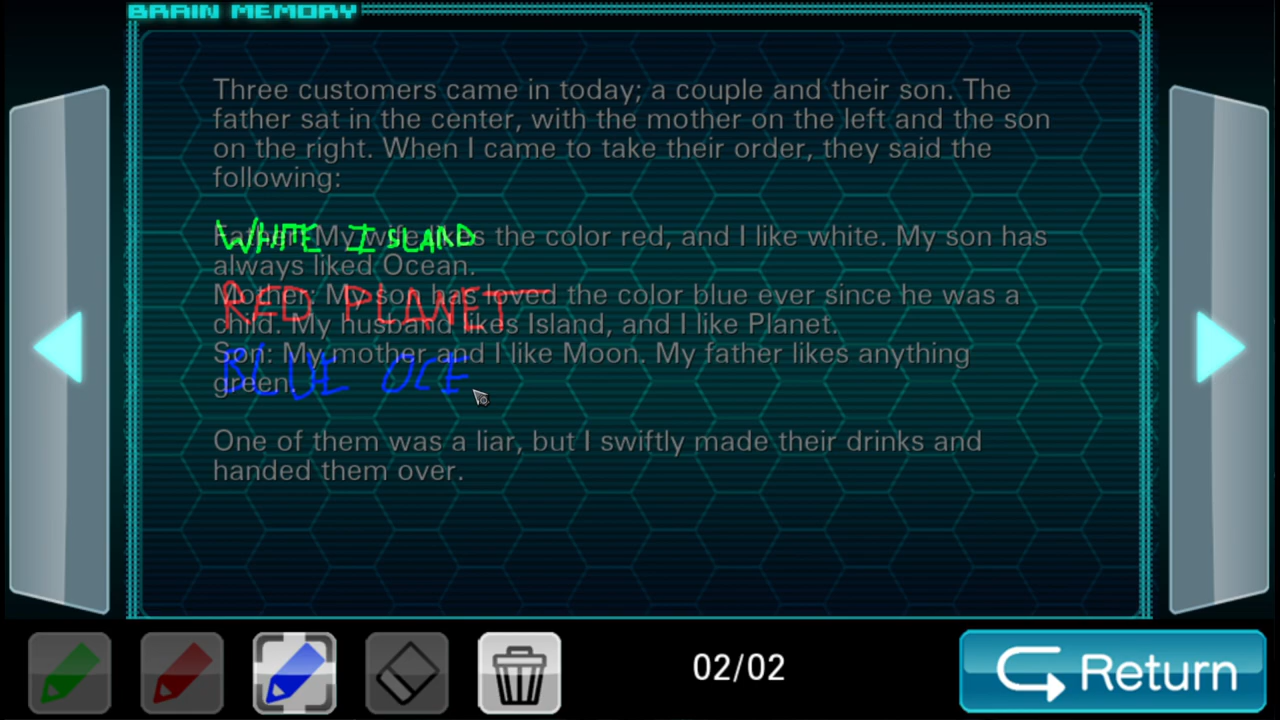 BRAIN MEMORY
Three customers came in today; a couple and their son. The
father sat in the center, with the mother on the left and the son
on the right. When I came to take their order, they said the
following:
WHITE ISLAND
Father: My wife likes the color red, and I like white. My son has
always liked Ocean.
RED PLANET
Mother: My son has loved the color blue ever since he was a
child. My husband likes Island, and I like Planet.
Son: My mother and I like Moon. My father likes anything
BLUE OCE
green.
One of them was a liar, but I swiftly made their drinks and
handed them over.
02/02
Return